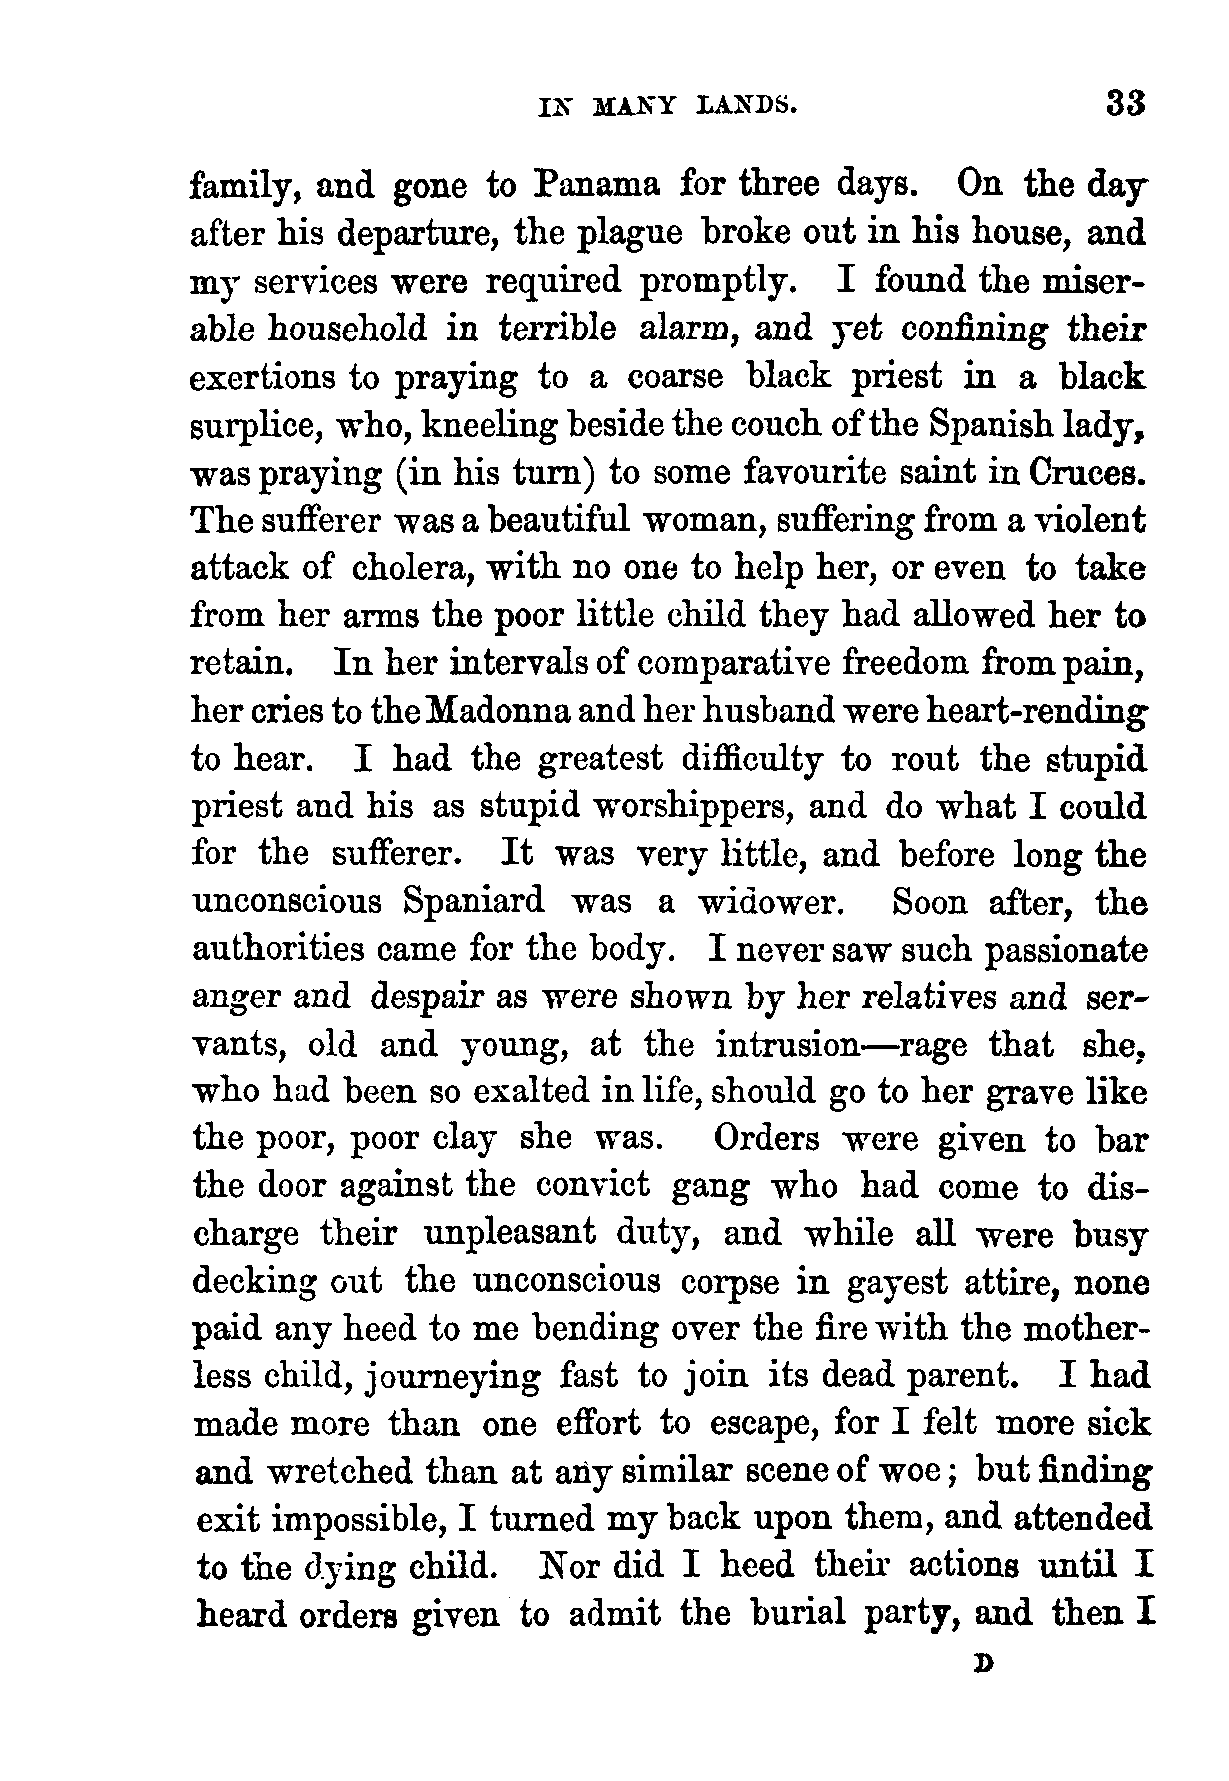 IN MANY LANDS. 33
family, and gone to Panama for three days. On the day
after his departure, the plague broke out in his house, and
my services were required promptly. I found the miser-
able household in terrible alarm, and yet confining their
exertions to praying to a coarse black priest in a black
surplice, who, kneeling beside the couch of the Spanish lady,
was praying (in his turn) to some favourite saint in Cruces.
The sufferer was a beautiful woman, suffering from a violent
attack of cholera, with no one to help her, or even to take
from her arms the poor little child they had allowed her to
retain. In her intervals of comparative freedom from pain,
her cries to the Madonna and her husband were heart-rending
to hear. I had the greatest difficulty to rout the stupid
priest and his as stupid worshippers, and do what I could
for the sufferer. It was very little, and before long the
unconscious Spaniard was a widower. Soon after, the
authorities came for the body. I never saw such passionate
anger and despair as were shown by her relatives and ser-
vants, old and young, at the intrusion—rage that she,
who had been so exalted in life, should go to her grave like
the poor, poor clay she was. Orders were given to bar
the door against the convict gang who had come to dis-
charge their unpleasant duty, and while all were busy
decking out the unconscious corpse in gayest attire, none
paid any heed to me bending over the fire with the mother-
less child, journeying fast to join its dead parent. I had
made more than one effort to escape, for I felt more sick
and wretched than at any similar scene of woe; but finding
exit impossible, I turned my back upon them, and attended
to the dying child. Nor did I heed their actions until I
heard orders given to admit the burial party, and then I
D